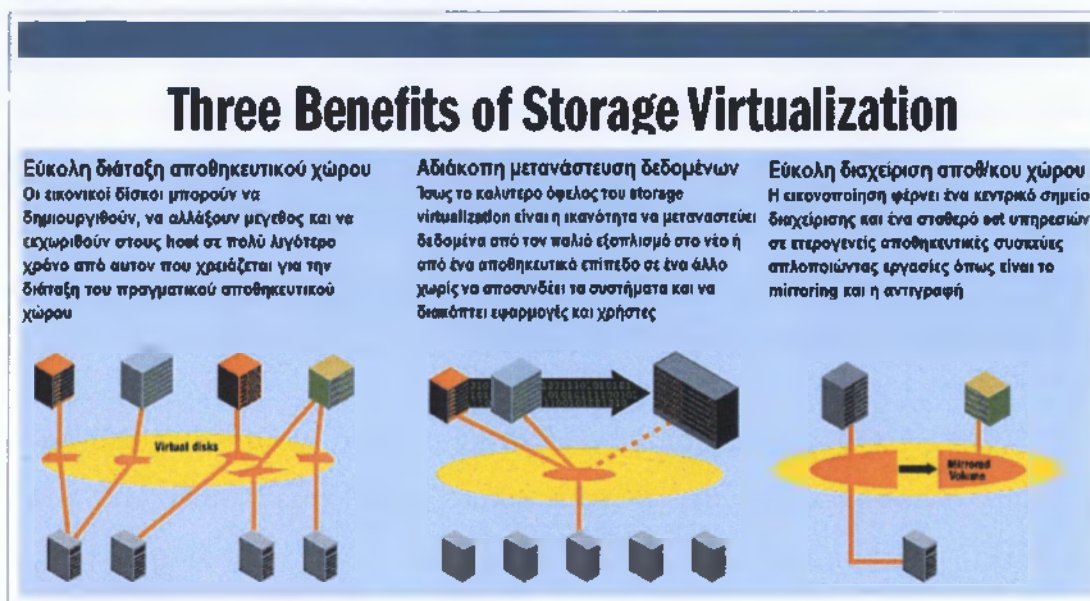 Three Benefits of Storage Virtualization
Εύκολη διάταξη αποθηκευτικού χώρου
Οι εικονικοί δίσκοι μπορούν να
δημιουργιθούν, να αλλάξουν μεγεθος και να
εκχωριθούν στους host σε πολύ λιγότερο
χρόνο από αυτον που χρειάζεται για την
διάταξη του πραγματικού αποθηκευτικού
χώρου
Αδιάκοπη μετανάστευση δεδομένων
Ίσως το καλυτερο όφελος του storage
virtualization είναι η ικανότητα να μεταναστεύει
δεδομένα από τον παλιό εξοπλισμό στο νέο ή
από ένα αποθηκευτικό επίπεδο σε ένα άλλο
χωρίς να αποσυνδέει τα συστήματα και να
διακόπτει εφαρμογές και χρήστες
Εύκολη διαχείριση αποθ/κου χώρου
Η εικονοποίηση φέρνει ένα κεντρικό σημείο
διαχείρισης και ένα σταθερό set υπηρεσιών
σε ετερογενείς αποθηκευτικές συσκευές
απλοποιώντας εργασίες όπως είναι το
mirroring και η αντιγραφή
Virtual disks
Mirrored
Volume